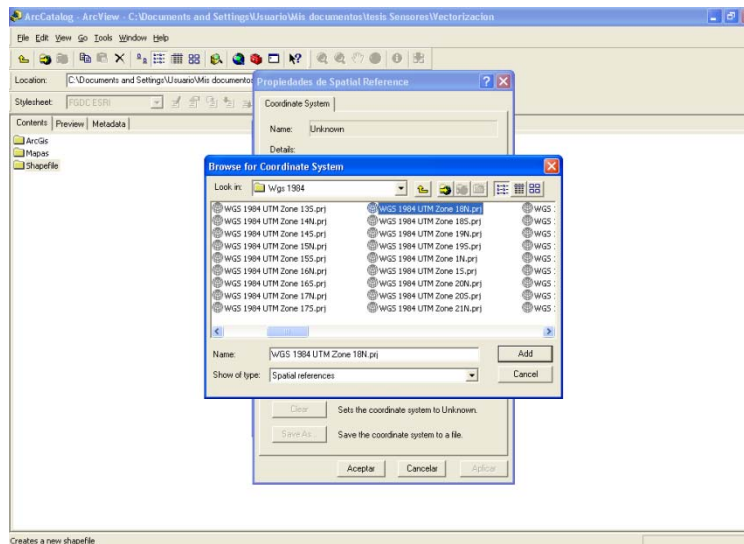 ArcCatalog - ArcView - C:\Documents and Settings\Usuario\Mis documentos\tesis Sensores\Vectorizacion
File Edit View Go Tools Window Help
Location: C:\Documents and Settings\Usuario\Mis documentos
Stylesheet: FGDC ESRI
Contents Preview Metadata
ArcGis
Mapas
Shapefile
Propiedades de Spatial Reference
Coordinate System
Name: Unknown
Details:
Browse for Coordinate System
Look in: Wgs 1984
WGS 1984 UTM Zone 13S.prj WGS 1984 UTM Zone 18N.prj WGS
WGS 1984 UTM Zone 14N.prj WGS 1984 UTM Zone 18S.prj WGS
WGS 1984 UTM Zone 14S.prj WGS 1984 UTM Zone 19N.prj WGS
WGS 1984 UTM Zone 15N.prj WGS 1984 UTM Zone 19S.prj WGS
WGS 1984 UTM Zone 15S.prj WGS 1984 UTM Zone 1N.prj WGS
WGS 1984 UTM Zone 16N.prj WGS 1984 UTM Zone 1S.prj WGS
WGS 1984 UTM Zone 16S.prj WGS 1984 UTM Zone 20N.prj WGS
WGS 1984 UTM Zone 17N.prj WGS 1984 UTM Zone 20S.prj WGS
WGS 1984 UTM Zone 17S.prj WGS 1984 UTM Zone 21N.prj WGS
Name: WGS 1984 UTM Zone 18N.prj Add
Show of type: Spatial references Cancel
Clear Sets the coordinate system to Unknown.
Save As... Save the coordinate system to a file.
Aceptar Cancelar Aplicar
Creates a new shapefile